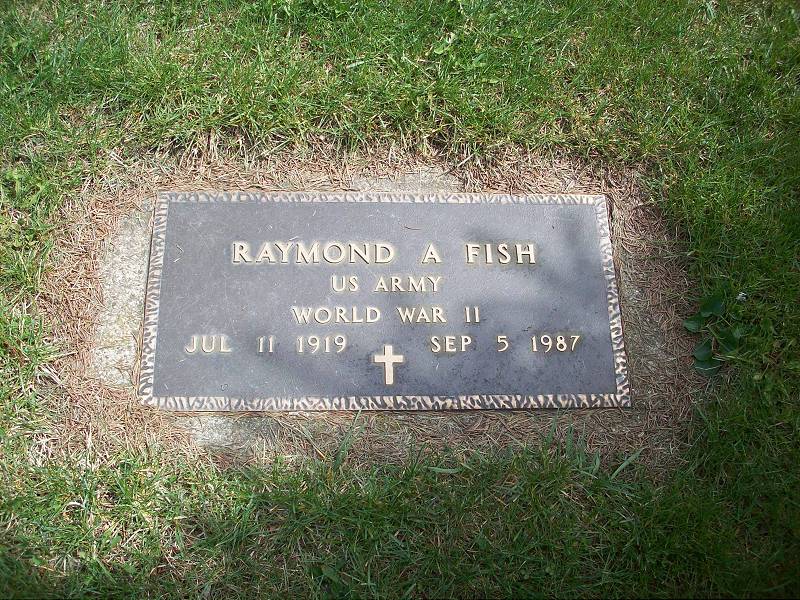 RAYMOND A FISH
US ARMY
WORLD WAR II
JUL 11 1919 SEP 5 1987